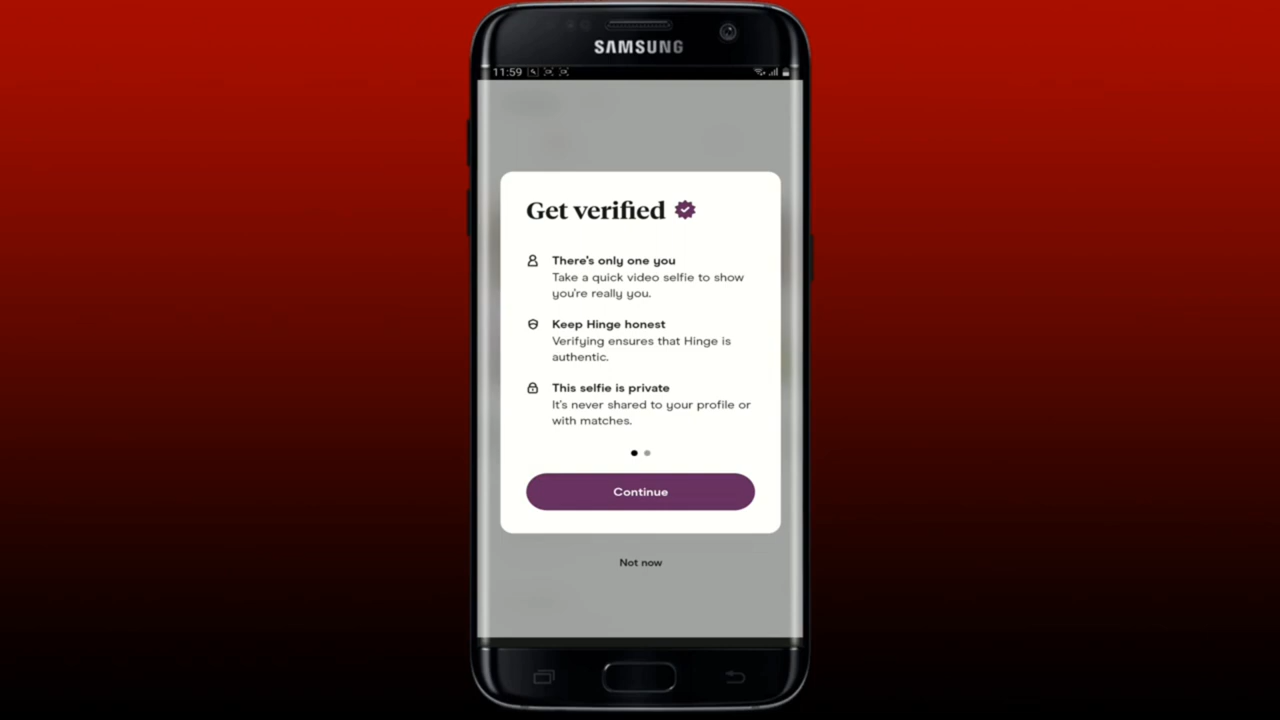 SAMSUNG
11:59
Get verified
There's only one you
Take a quick video selfie to show
you're really you.
Keep Hinge honest
Verifying ensures that Hinge is
authentic.
This selfie is private
It's never shared to your profile or
with matches.
Continue
Not now